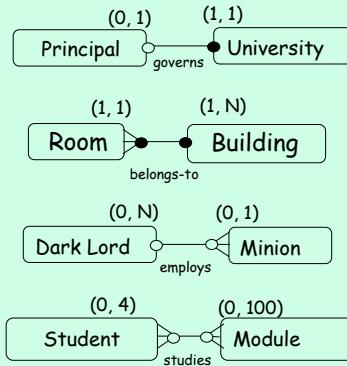 (0, 1) (1, 1)
Principal University
governs
(1, 1) (1, N)
Room Building
belongs-to
(0, N) (0, 1)
Dark Lord Minion
employs
(0, 4) (0, 100)
Student Module
studies